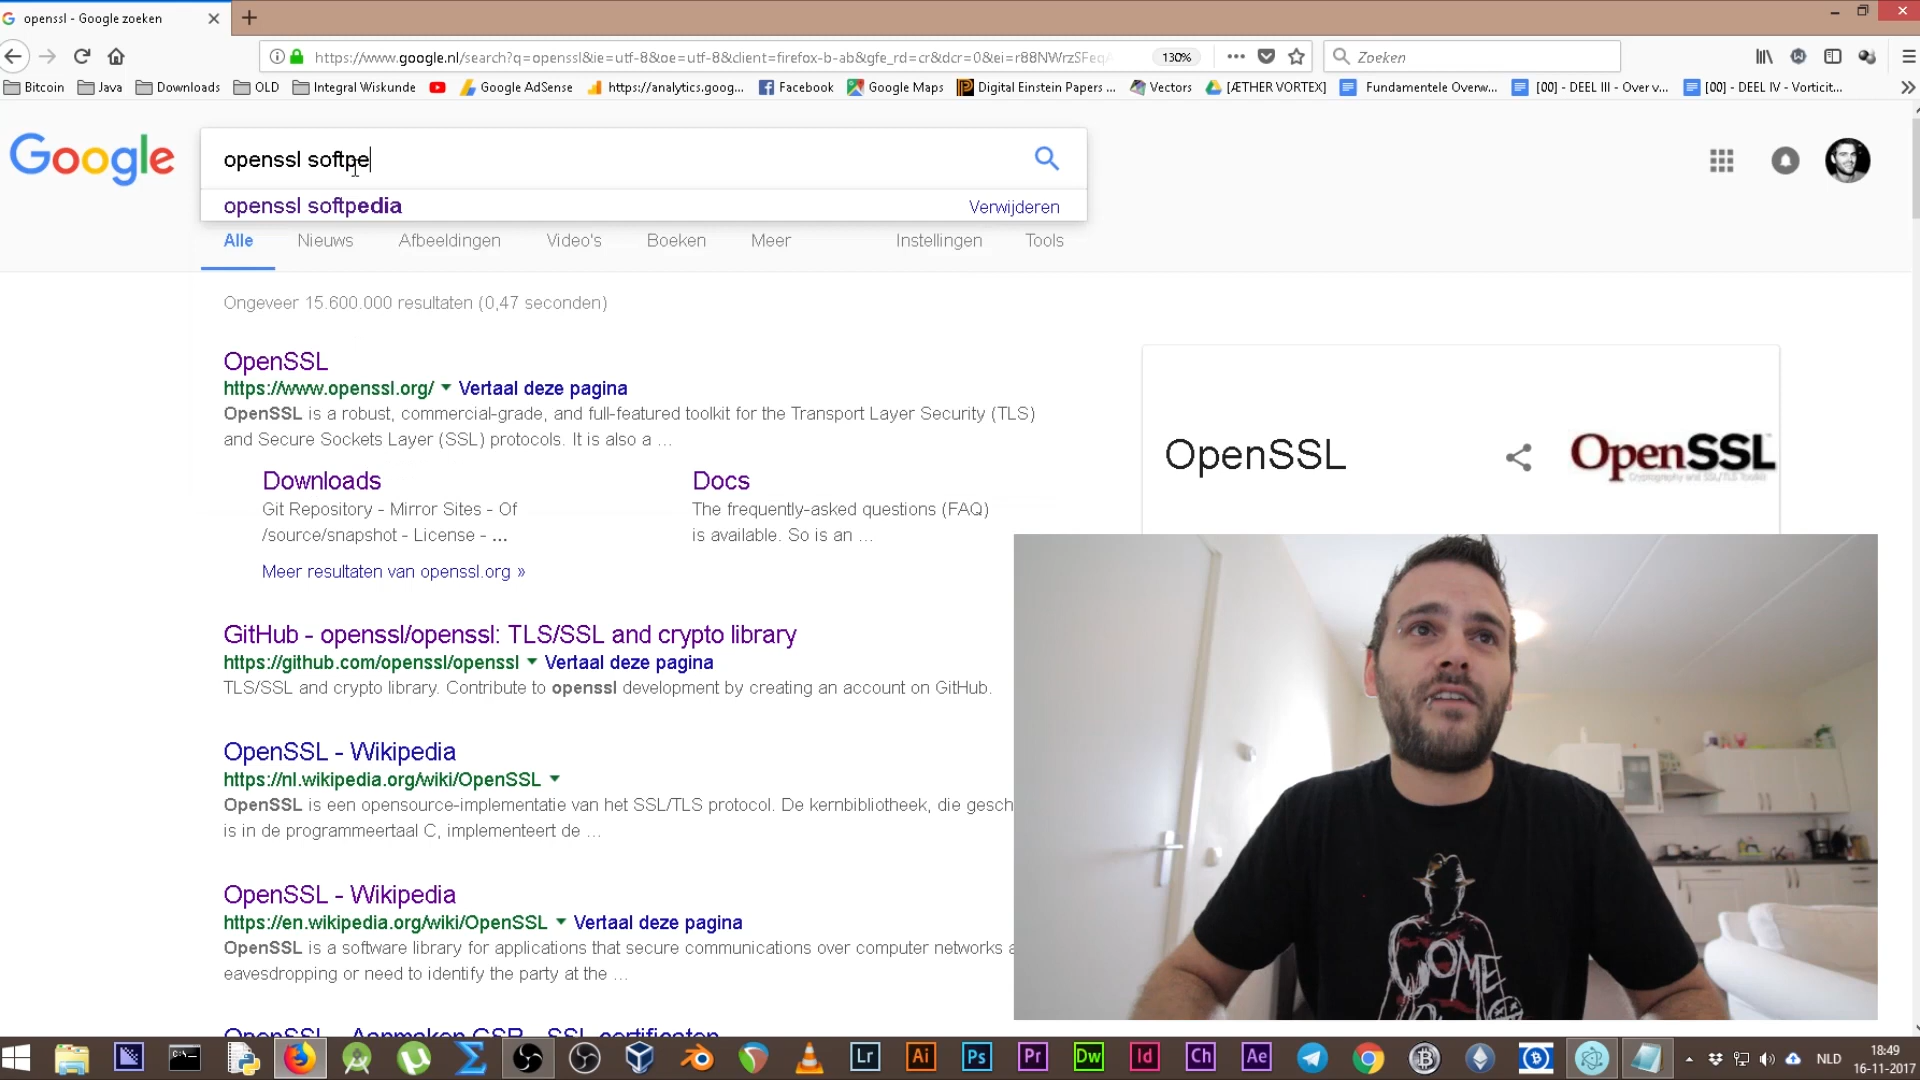 openssl - Google zoeken
https://www.google.nl/search?q=openssl&ie=utf-8&oe=utf-8&client=firefox-b-ab&gfe_rd=cr&dcr=0&ei=r88NWrzSFeqA
130%
Zoeken
Bitcoin
Java
Downloads
OLD
Integral Wiskunde
Google AdSense
https://analytics.goog...
Facebook
Google Maps
Digital Einstein Papers ...
Vectors
[ÆTHER VORTEX]
Fundamentele Overw...
[00] - DEEL III - Over v...
[00] - DEEL IV - Vorticit...
Google
openssl softpe
openssl softpedia
Verwijderen
Alle
Nieuws
Afbeeldingen
Video's
Boeken
Meer
Instellingen
Tools
Ongeveer 15.600.000 resultaten (0,47 seconden)
OpenSSL
https://www.openssl.org/ Vertaal deze pagina
OpenSSL is a robust, commercial-grade, and full-featured toolkit for the Transport Layer Security (TLS)
and Secure Sockets Layer (SSL) protocols. It is also a ...
Downloads
Git Repository - Mirror Sites - Of
/source/snapshot - License - ...
Docs
The frequently-asked questions (FAQ)
is available. So is an ...
Meer resultaten van openssl.org »
OpenSSL
OpenSSL
Cryptography and SSL/TLS Toolkit
GitHub - openssl/openssl: TLS/SSL and crypto library
https://github.com/openssl/openssl Vertaal deze pagina
TLS/SSL and crypto library. Contribute to openssl development by creating an account on GitHub.
OpenSSL - Wikipedia
https://nl.wikipedia.org/wiki/OpenSSL
OpenSSL is een opensource-implementatie van het SSL/TLS protocol. De kernbibliotheek, die gesch
is in de programmeertaal C, implementeert de ...
OpenSSL - Wikipedia
https://en.wikipedia.org/wiki/OpenSSL Vertaal deze pagina
OpenSSL is a software library for applications that secure communications over computer networks a
eavesdropping or need to identify the party at the ...
OpenSSL - Aanmaken CSR - SSL certificaten
COME
Lr
Ai
Ps
Pr
Dw
Id
Ch
Ae
NLD
18:49
16-11-2017